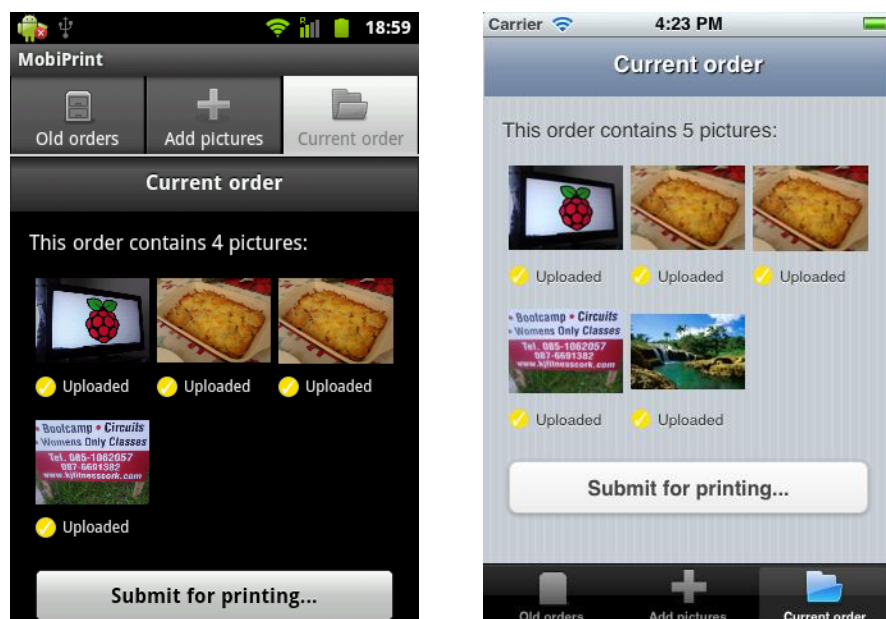 18:59
MobiPrint
Old orders
Add pictures
Current order
Current order
This order contains 4 pictures:
Uploaded
Uploaded
Uploaded
• Bootcamp • Circuits
• Womens Only Classes
Tel. 085-1062057
087-6691382
www.kjfitnesscork.com
Uploaded
Submit for printing...
Carrier
4:23 PM
Current order
This order contains 5 pictures:
Uploaded
Uploaded
Uploaded
• Bootcamp • Circuits
• Womens Only Classes
Tel. 085-1062057
087-6691382
www.kjfitnesscork.com
Uploaded
Uploaded
Submit for printing...
Old orders
Add pictures
Current order